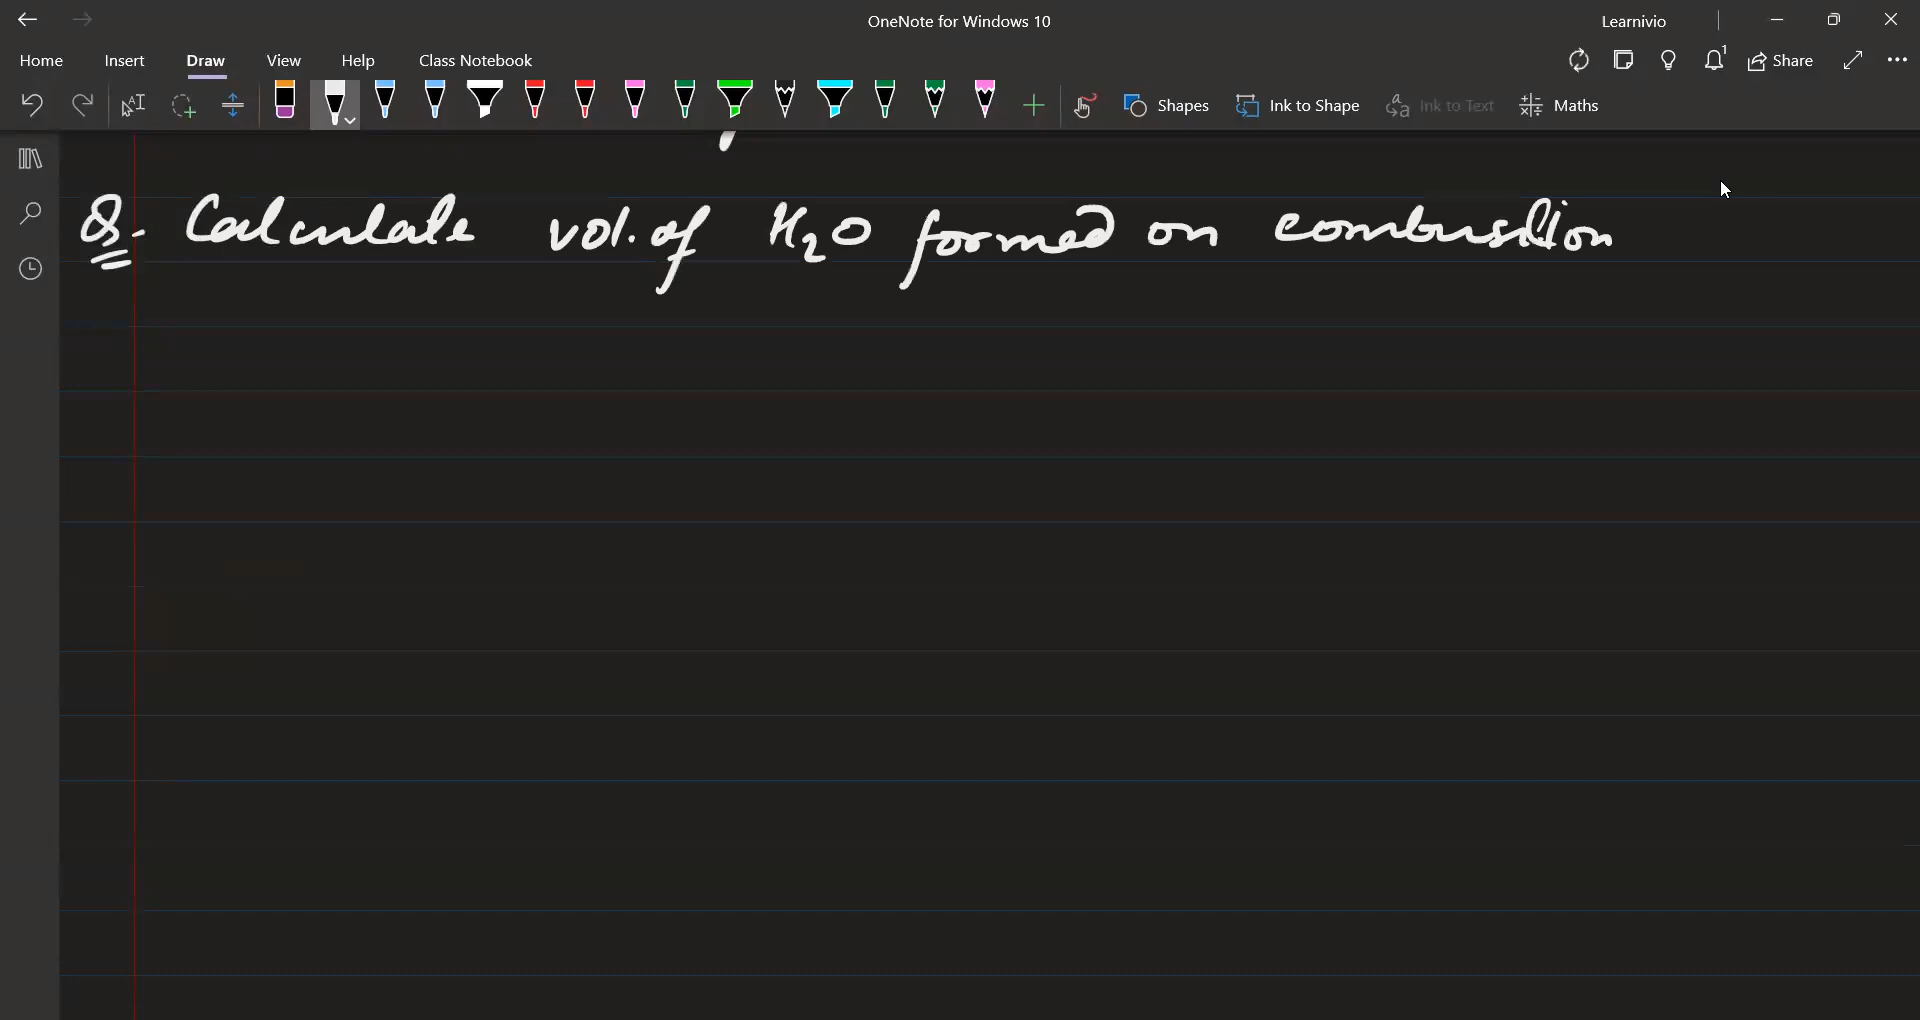 OneNote for Windows 10
Learnivio
Home Insert Draw View Help Class Notebook
1
Share
Shapes Ink to Shape Ink to Text Maths
Q. Calculate vol. of H₂O formed on combustion